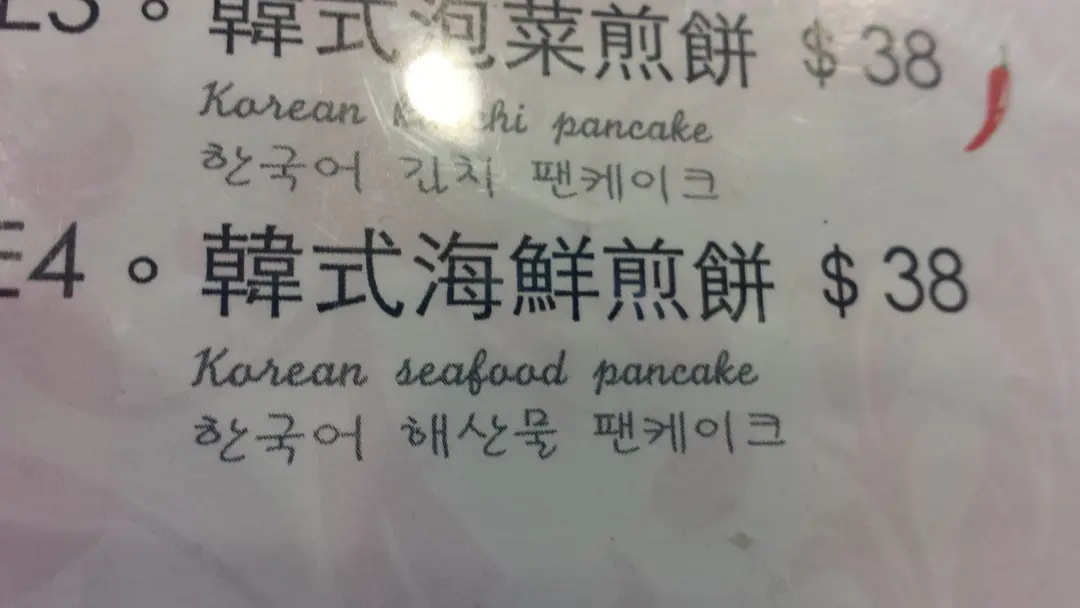 E3。韓式泡菜煎餅 $38
Korean pancake
한국어 김치 팬케이크
E4。韓式海鮮煎餅 $38
Korean seafood pancake
한국어 해산물 팬케이크